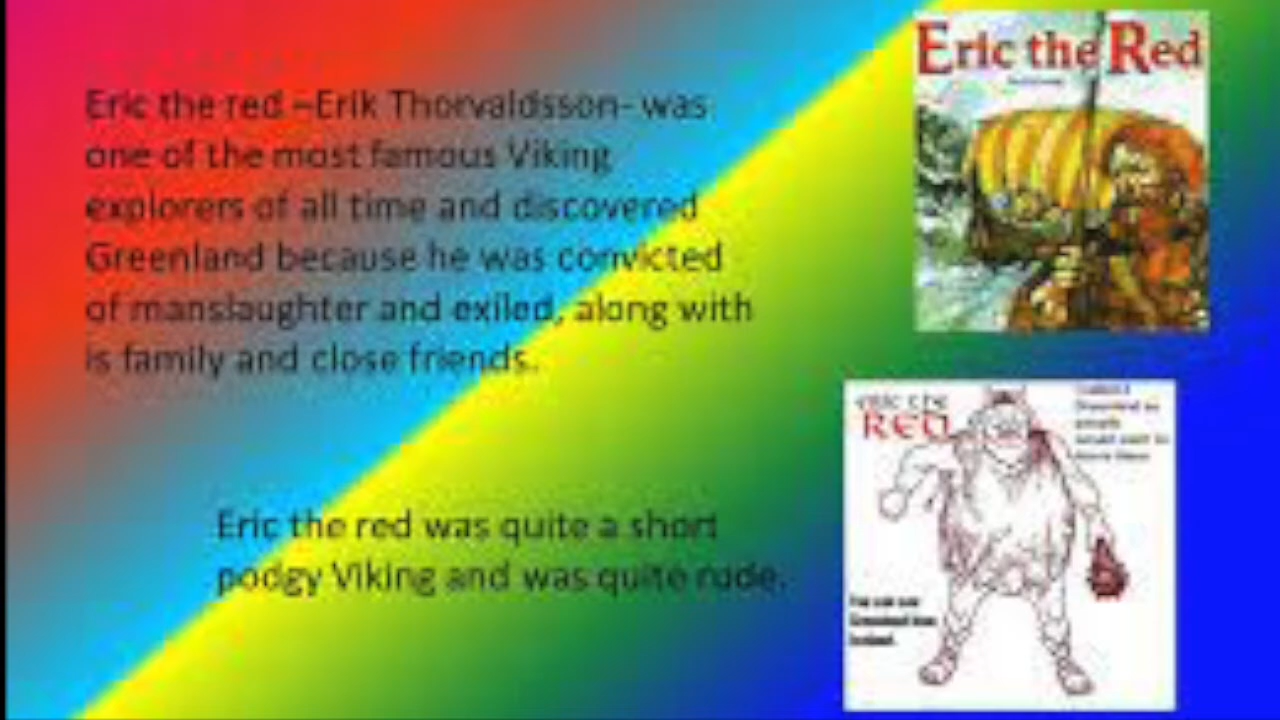 Eric the red –Erik Thorvaldsson- was
one of the most famous Viking
explorers of all time and discovered
Greenland because he was convicted
of manslaughter and exiled, along with
is family and close friends.
Eric the red was quite a short
podgy Viking and was quite rude.
Eric the Red
eric the
RED